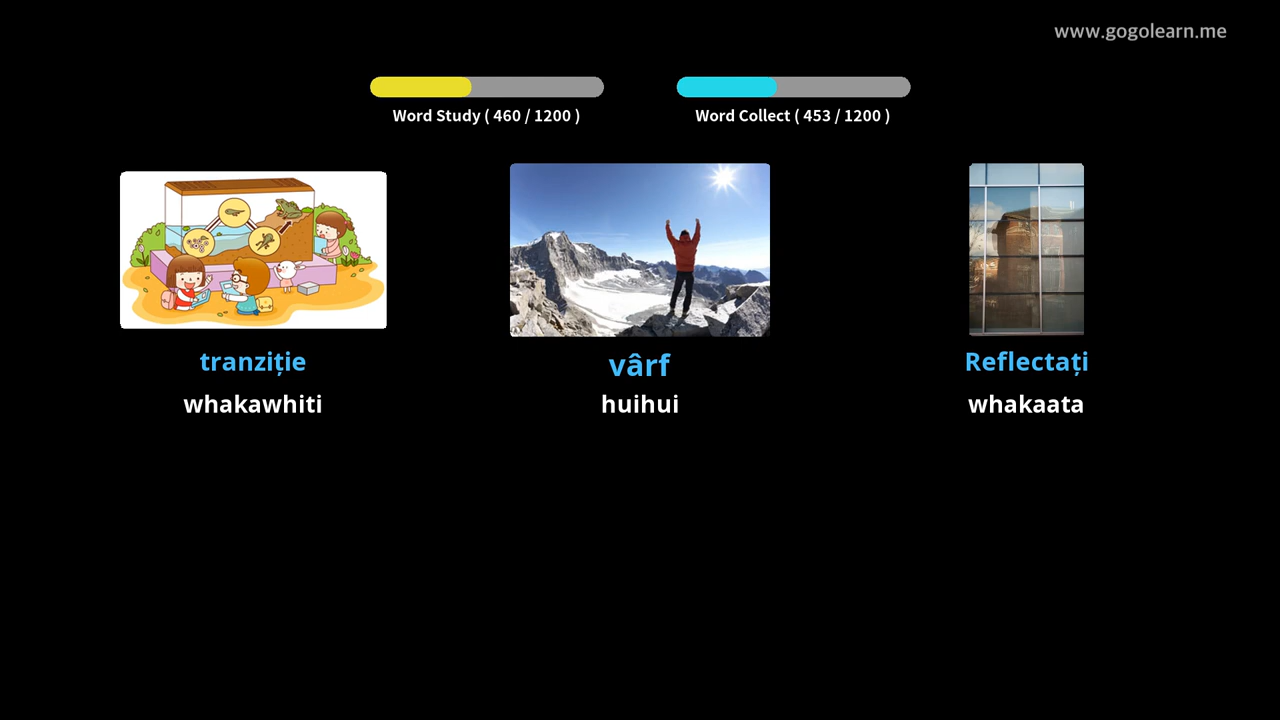 www.gogolearn.me
Word Study ( 460 / 1200 )
Word Collect ( 453 / 1200 )
tranziție
whakawhiti
vârf
huihui
Reflectați
whakaata